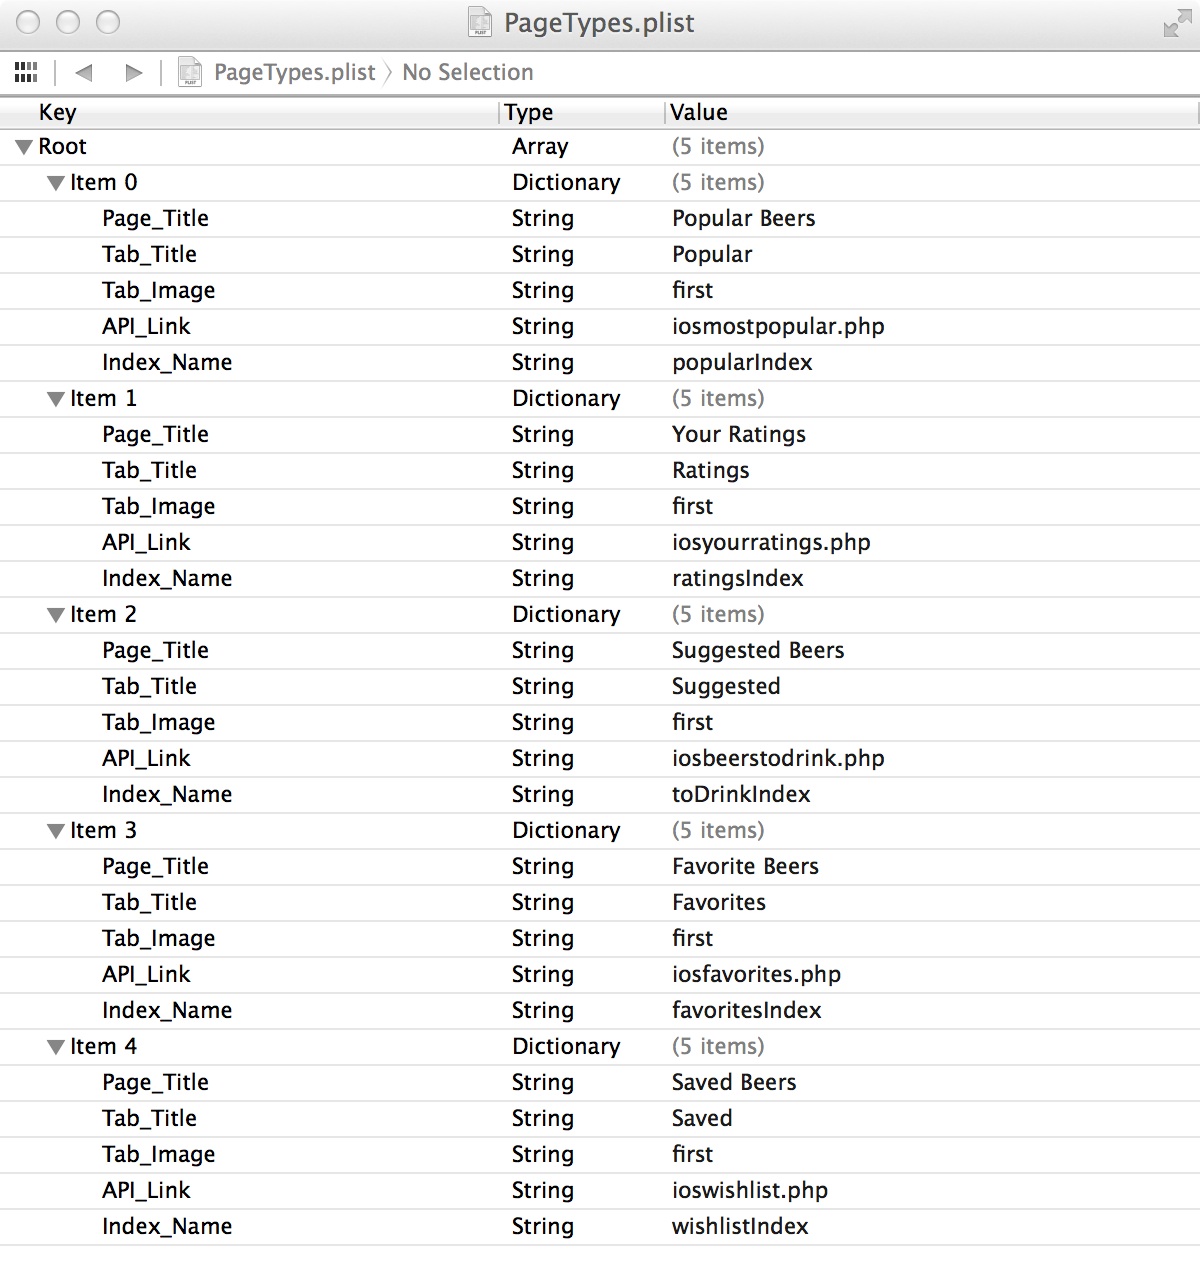 PageTypes.plist
PageTypes.plist No Selection
Key Type Value
Root Array (5 items)
Item 0 Dictionary (5 items)
Page_Title String Popular Beers
Tab_Title String Popular
Tab_Image String first
API_Link String iosmostpopular.php
Index_Name String popularIndex
Item 1 Dictionary (5 items)
Page_Title String Your Ratings
Tab_Title String Ratings
Tab_Image String first
API_Link String iosyourratings.php
Index_Name String ratingsIndex
Item 2 Dictionary (5 items)
Page_Title String Suggested Beers
Tab_Title String Suggested
Tab_Image String first
API_Link String iosbeerstodrink.php
Index_Name String toDrinkIndex
Item 3 Dictionary (5 items)
Page_Title String Favorite Beers
Tab_Title String Favorites
Tab_Image String first
API_Link String iosfavorites.php
Index_Name String favoritesIndex
Item 4 Dictionary (5 items)
Page_Title String Saved Beers
Tab_Title String Saved
Tab_Image String first
API_Link String ioswishlist.php
Index_Name String wishlistIndex